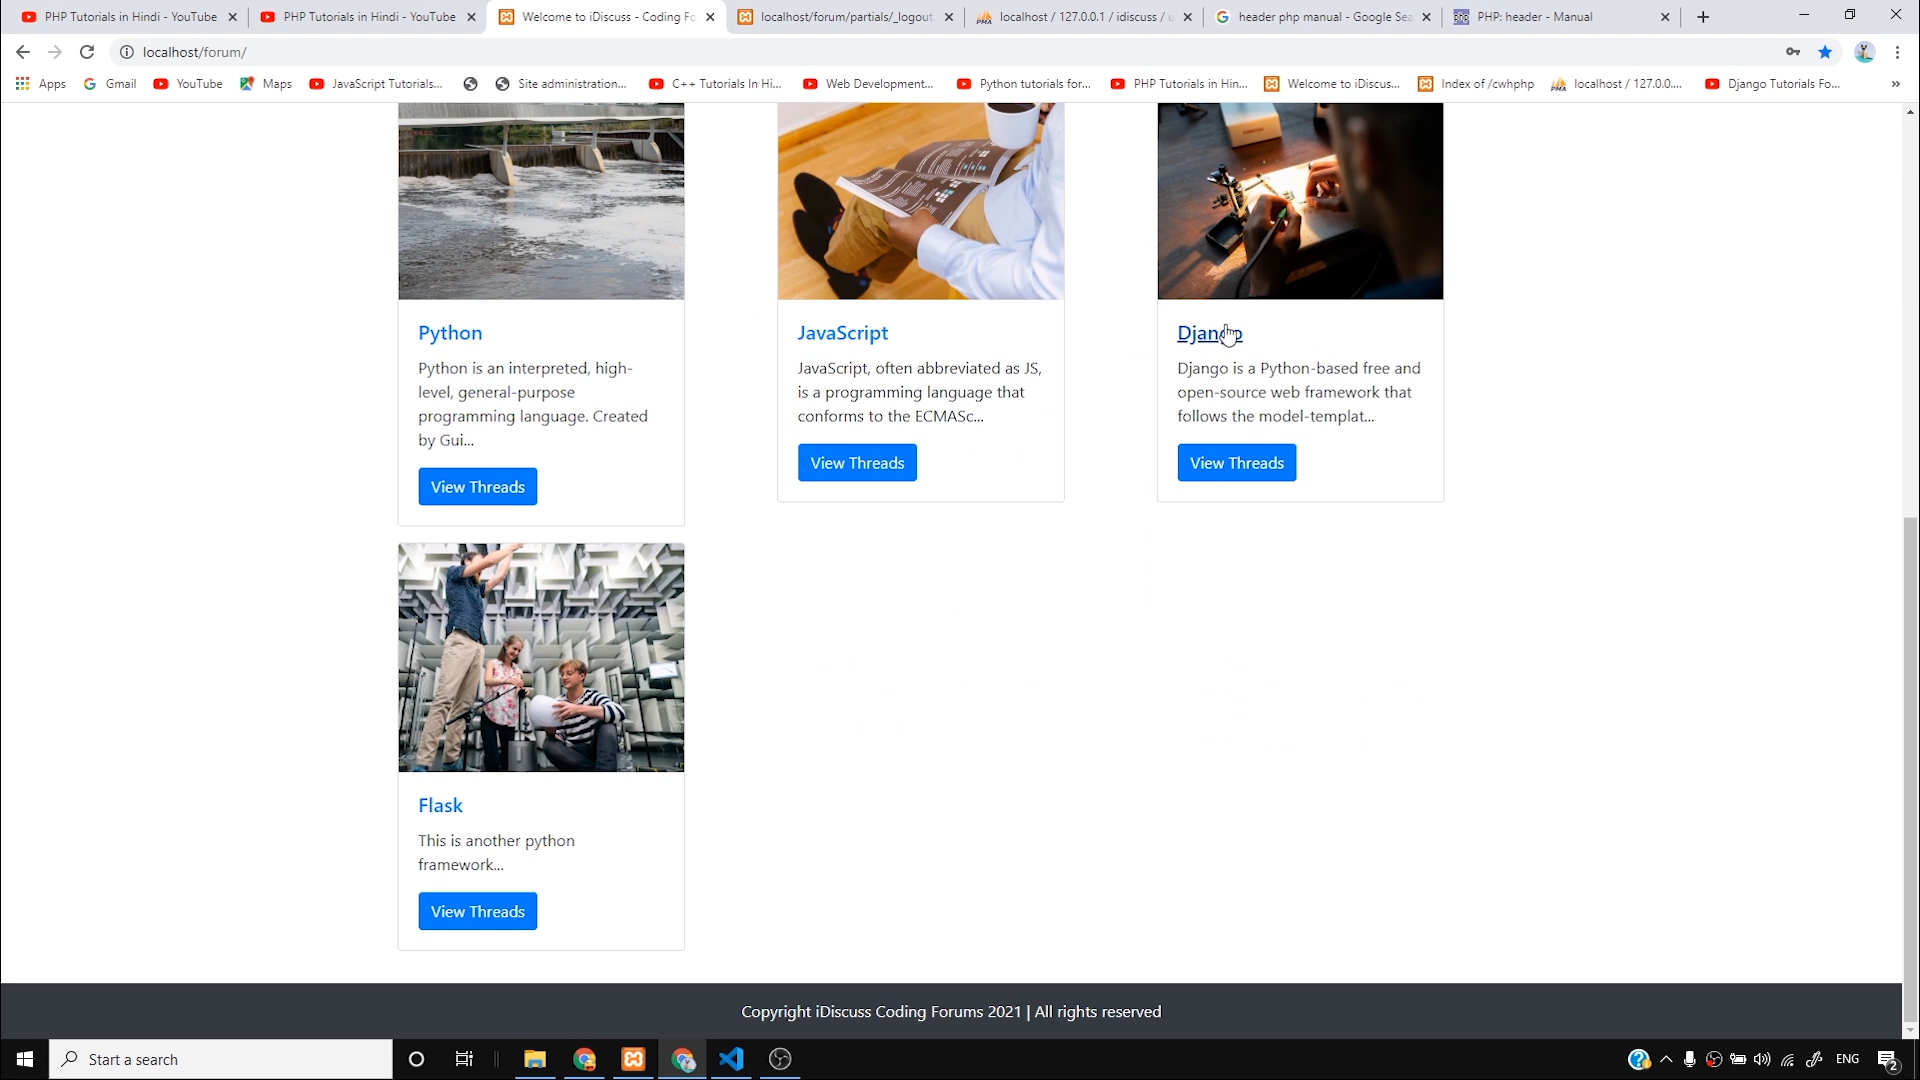 PHP Tutorials in Hindi - YouTube
PHP Tutorials in Hindi - YouTube
Welcome to iDiscuss - Coding Fo
localhost/forum/partials/_logout.
localhost / 127.0.0.1 / idiscuss / u
header php manual - Google Sea
PHP: header - Manual
localhost/forum/
Apps
Gmail
YouTube
Maps
JavaScript Tutorials...
Site administration...
C++ Tutorials In Hi...
Web Development...
Python tutorials for...
PHP Tutorials in Hin...
Welcome to iDiscus...
Index of /cwhphp
localhost / 127.0.0....
Django Tutorials Fo...
Python
Python is an interpreted, high-
level, general-purpose
programming language. Created
by Gui...
View Threads
JavaScript
JavaScript, often abbreviated as JS,
is a programming language that
conforms to the ECMASc...
View Threads
Django
Django is a Python-based free and
open-source web framework that
follows the model-templat...
View Threads
Flask
This is another python
framework...
View Threads
Copyright iDiscuss Coding Forums 2021 | All rights reserved
Start a search
ENG
2